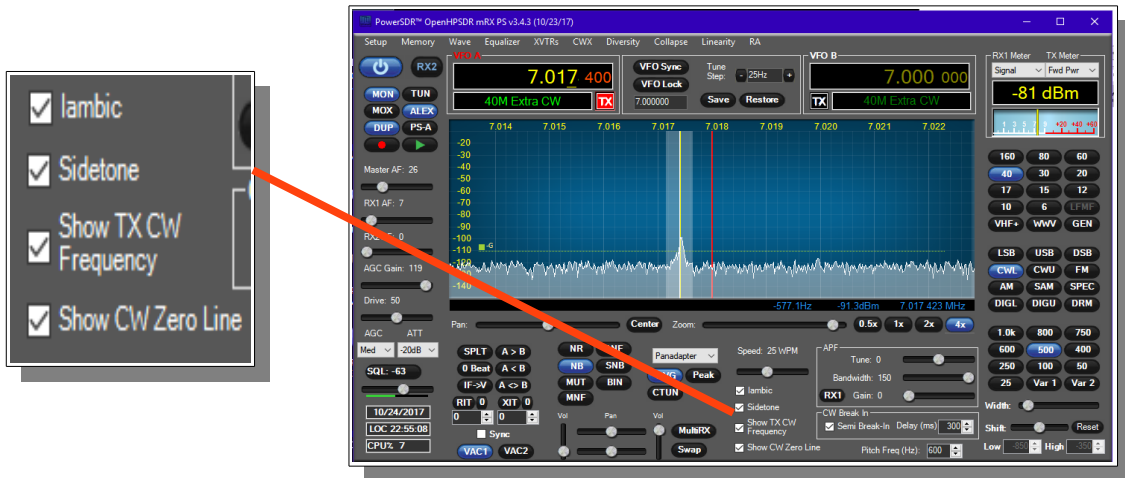 Iambic
Sidetone
Show TX CW
Frequency
Show CW Zero Line
PowerSDR™ OpenHPSDR mRX PS v3.4.3 (10/23/17)
Setup Memory Wave Equalizer XVTRs CWX Diversity Collapse Linearity RA
RX2
MON TUN
MOX ALEX
DUP PS-A
VFO A
7.017 400
40M Extra CW TX
VFO Sync
VFO Lock
7.000000
Tune
Step: - 25Hz +
Save Restore
VFO B
7.000 000
TX 40M Extra CW
RX1 Meter TX Meter
Signal Fwd Pwr
-81 dBm
1 3 5 7 9 +20 +40 +60
Master AF: 26
RX1 AF: 7
AGC Gain: 119
Drive: 50
AGC ATT
Med -20dB
SQL: -63
10/24/2017
LOC 22:55:08
CPU% 7
7.014 7.015 7.016 7.017 7.018 7.019 7.020 7.021 7.022
-20
-30
-40
-50
-60
-70
-80
-90
-100
-110
-G
-140
-577.1Hz -91.3dBm 7.017 423 MHz
Pan: Center Zoom: 0.5x 1x 2x 4x
SPLT A > B
0 Beat A < B
IF->V A <> B
RIT 0 XIT 0
0 0
Sync
VAC1 VAC2
NR
NB SNB
MUT BIN
MNF
Panadapter
Peak
CTUN
Vol Pan Vol
MultiRX
Swap
Speed: 25 WPM
Iambic
Sidetone
Show TX CW
Frequency
Show CW Zero Line
APF
Tune: 0
Bandwidth: 150
RX1 Gain: 0
CW Break In
Semi Break-In Delay (ms) 300
Pitch Freq (Hz): 600
160 80 60
40 30 20
17 15 12
10 6 LFMF
VHF+ WWV GEN
LSB USB DSB
CWL CWU FM
AM SAM SPEC
DIGL DIGU DRM
1.0k 800 750
600 500 400
250 100 50
25 Var 1 Var 2
Width:
Shift: Reset
Low -850 High -350